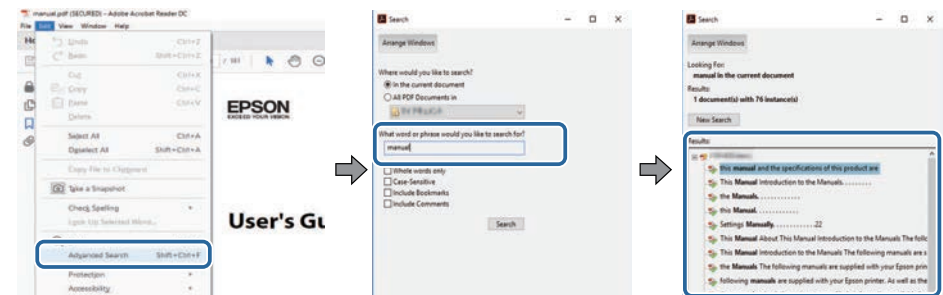 manual.pdf (SECURED) - Adobe Acrobat Reader DC
File Edit View Window Help
Undo Ctrl+Z
Redo Shift+Ctrl+Z
Cut Ctrl+X
Copy Ctrl+C
Paste Ctrl+V
Delete
Select All Ctrl+A
Deselect All Shift+Ctrl+A
Copy File to Clipboard
Take a Snapshot
Check Spelling
Look Up Selected Word...
Advanced Search Shift+Ctrl+F
Protection
Accessibility
/ 181
EPSON
EXCEED YOUR VISION
User's Gu
Search
Arrange Windows
Where would you like to search?
In the current document
All PDF Documents in
What word or phrase would you like to search for?
manual
Whole words only
Case-Sensitive
Include Bookmarks
Include Comments
Search
Search
Arrange Windows
Looking For:
manual in the current document
Results:
1 document(s) with 76 instance(s)
New Search
Results:
this manual and the specifications of this product are
This Manual Introduction to the Manuals. . . . . . . . .
the Manuals. . . . . . . . . . . . .
this Manual. . . . . . . . . . . . .
Settings Manually. . . . . . . . . . . . .22
This Manual About This Manual Introduction to the Manuals The follc
This Manual Introduction to the Manuals The following manuals are s
the Manuals The following manuals are supplied with your Epson prin
following manuals are supplied with your Epson printer. As well as the